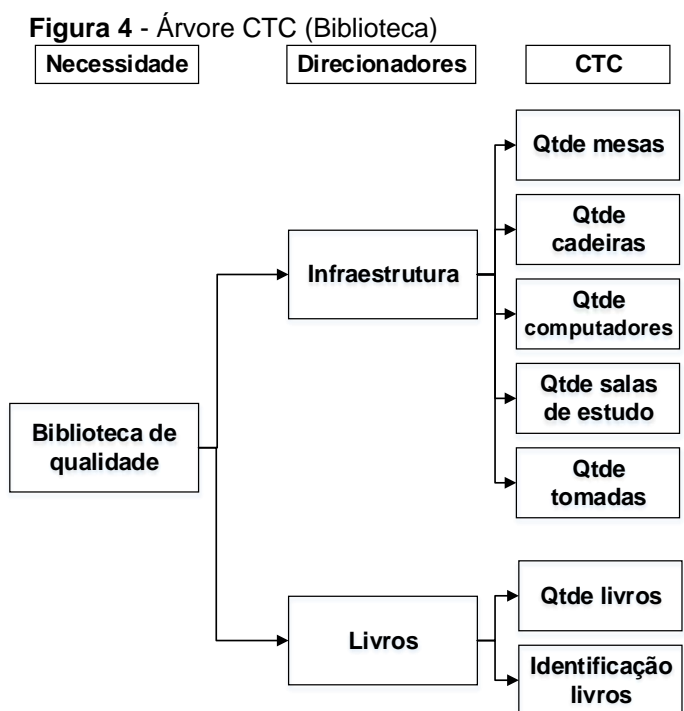 Figura 4 - Árvore CTC (Biblioteca)
Necessidade
Direcionadores
CTC
Qtde mesas
Qtde
cadeiras
Infraestrutura
Qtde
computadores
Qtde salas
de estudo
Biblioteca de
qualidade
Qtde
tomadas
Qtde livros
Livros
Identificação
livros